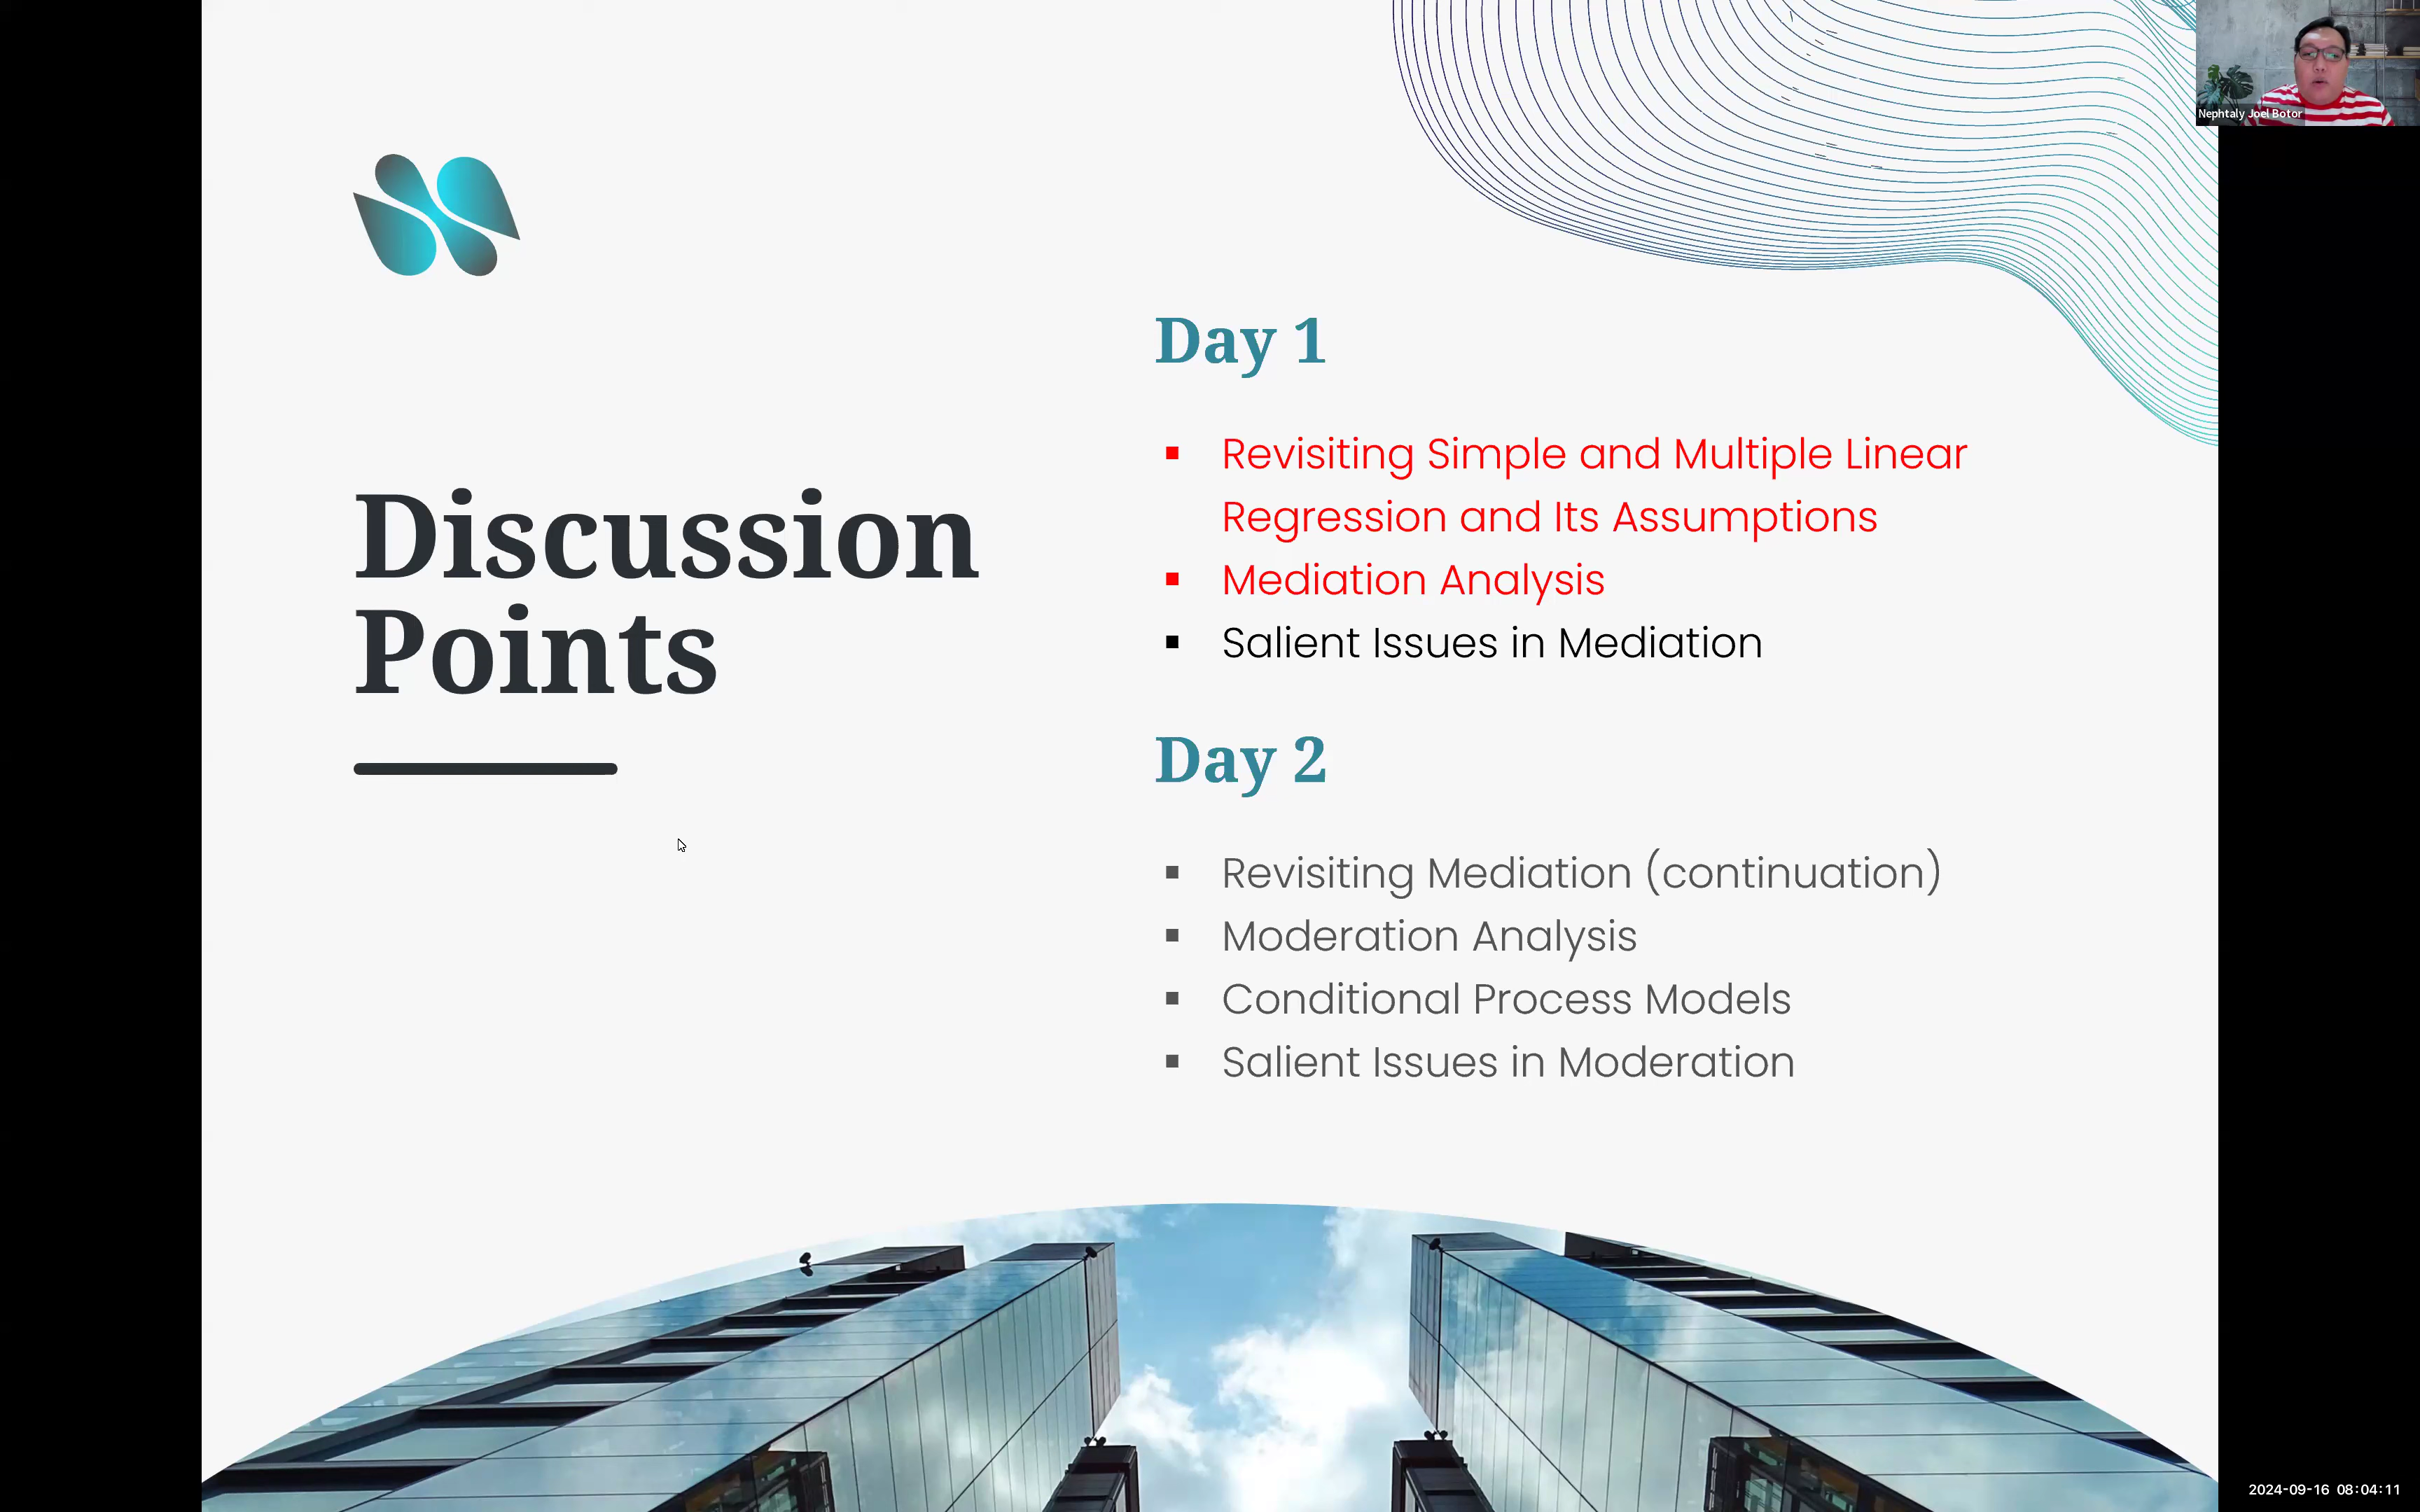 Nephtaly Joel Botor
Discussion
Points
Day 1
▪ Revisiting Simple and Multiple Linear
Regression and Its Assumptions
▪ Mediation Analysis
▪ Salient Issues in Mediation
Day 2
▪ Revisiting Mediation (continuation)
▪ Moderation Analysis
▪ Conditional Process Models
▪ Salient Issues in Moderation
2024-09-16 08:04:11